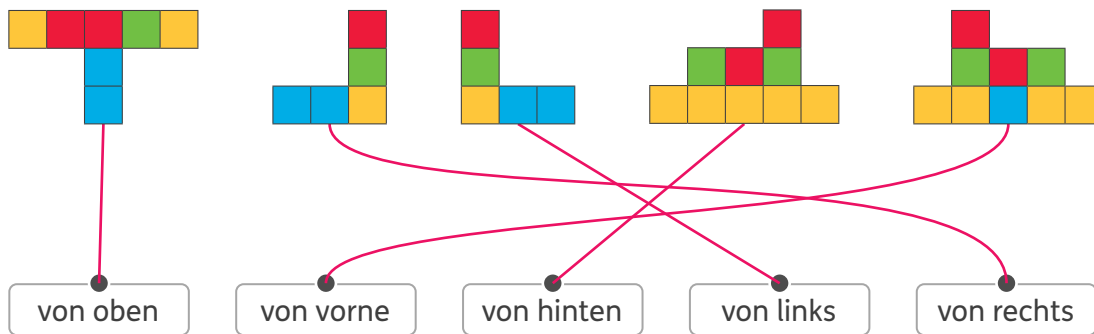 von oben
von vorne
von hinten
von links
von rechts